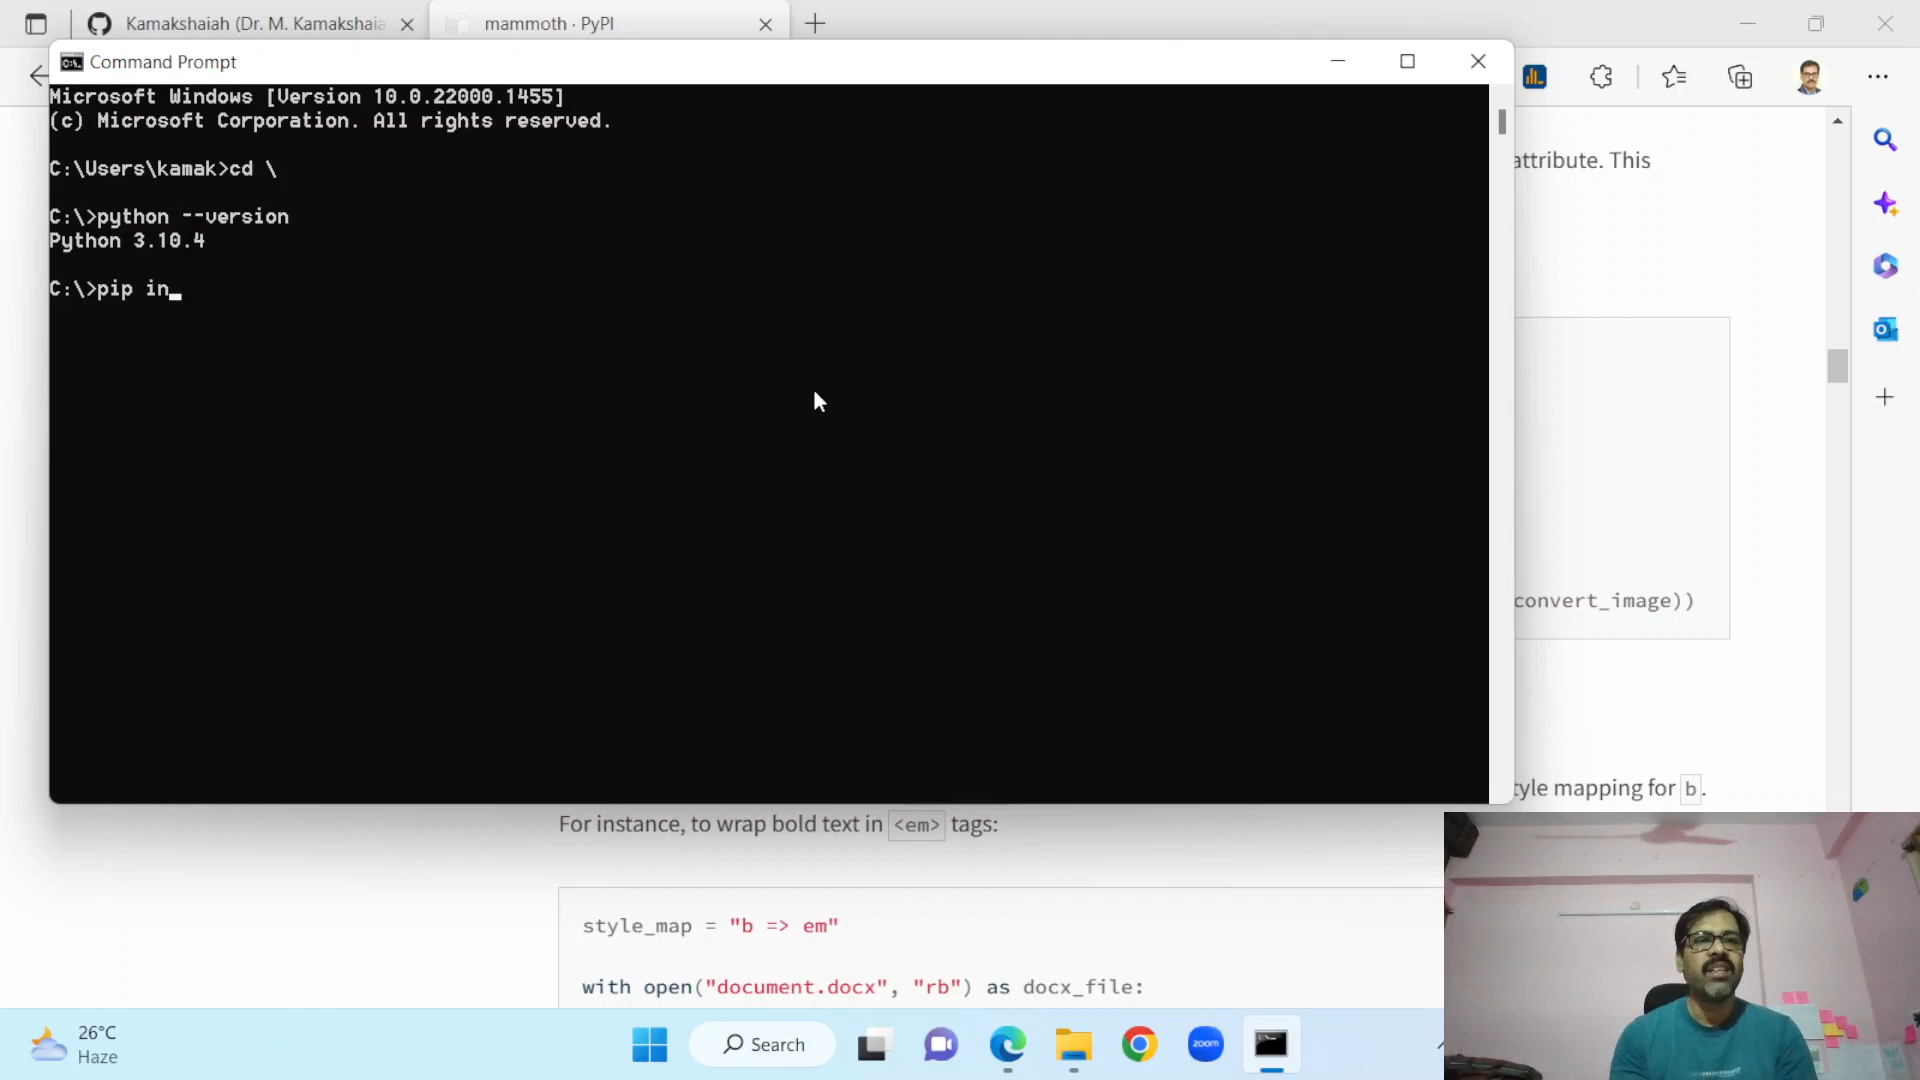 Kamakshaiah (Dr. M. Kamakshaia
mammoth · PyPI
Command Prompt
Microsoft Windows [Version 10.0.22000.1455]
(c) Microsoft Corporation. All rights reserved.
C:\Users\kamak>cd \
C:\>python --version
Python 3.10.4
C:\>pip in_
attribute. This
convert_image))
tyle mapping for b.
For instance, to wrap bold text in <em> tags:
style_map = "b => em"
with open("document.docx", "rb") as docx_file:
26°C
Haze
Search
zoom